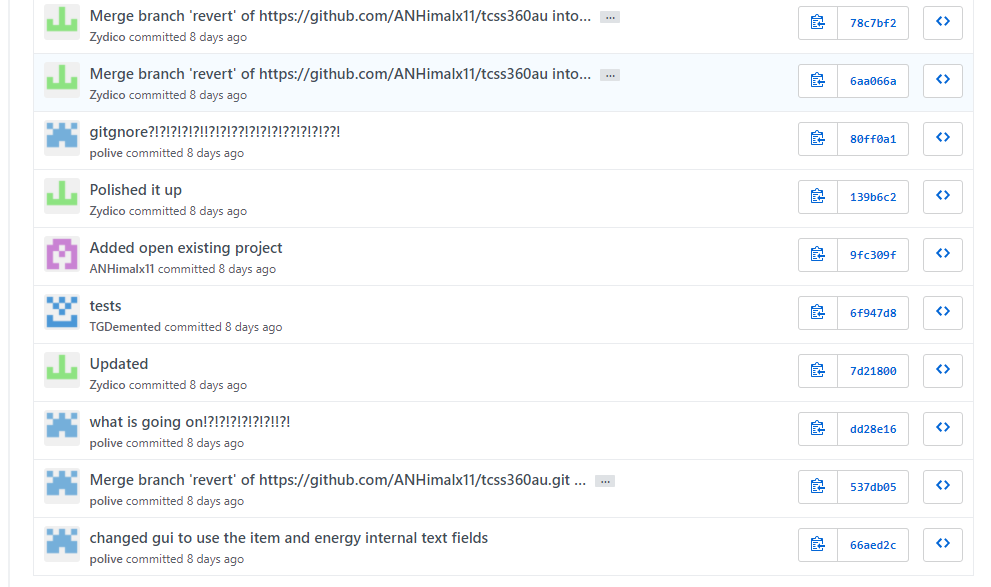 Merge branch 'revert' of https://github.com/ANHimalx11/tcss360au into... ...
78c7bf2
Zydico committed 8 days ago
Merge branch 'revert' of https://github.com/ANHimalx11/tcss360au into... ...
6aa066a
Zydico committed 8 days ago
gitgnore?!?!?!?!?!!?!?!??!?!?!?!??!?!?!??!
80ff0a1
polive committed 8 days ago
Polished it up
139b6c2
Zydico committed 8 days ago
Added open existing project
9fc309f
ANHimalx11 committed 8 days ago
tests
6f947d8
TGDemented committed 8 days ago
Updated
7d21800
Zydico committed 8 days ago
what is going on!?!?!?!?!?!?!!?!
dd28e16
polive committed 8 days ago
Merge branch 'revert' of https://github.com/ANHimalx11/tcss360au.git ... ...
537db05
polive committed 8 days ago
changed gui to use the item and energy internal text fields
66aed2c
polive committed 8 days ago